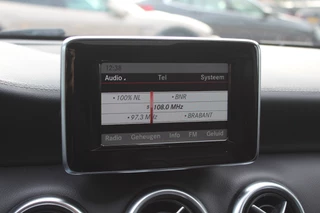 12:38
Audio Tel Systeem
• 100% NL • BNR
108.0 MHz
• 97.3 MHz • BRABANT
Radio Geheugen Info FM Geluid